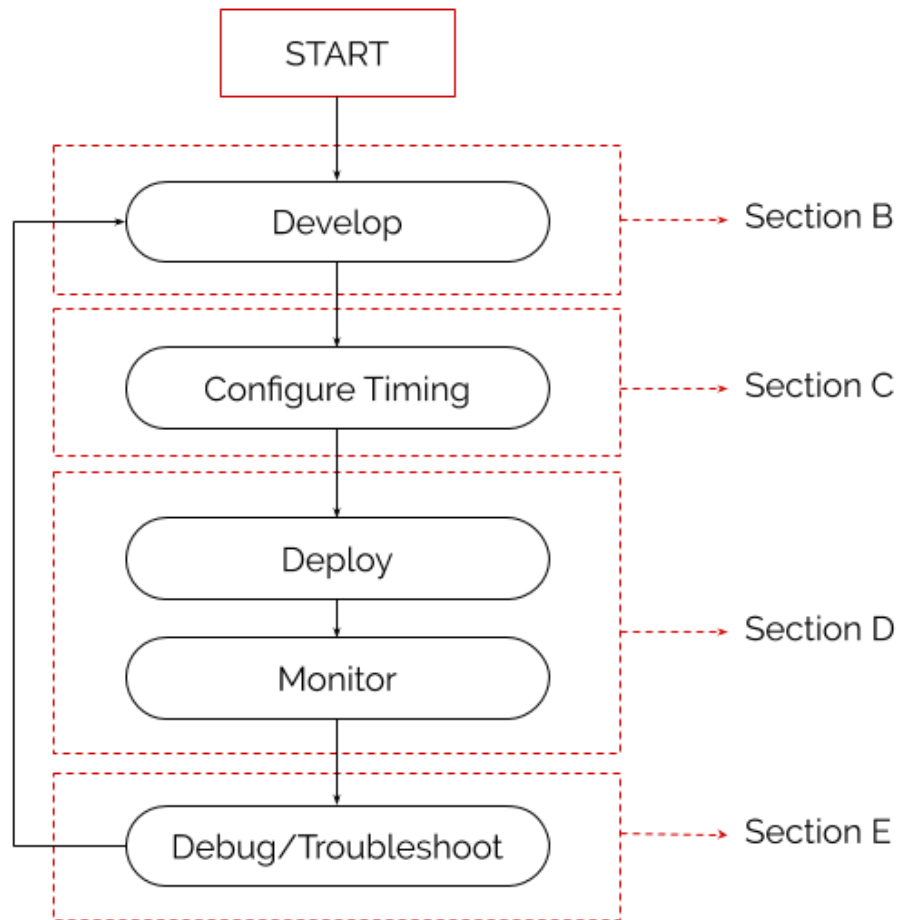 START
Develop
Section B
Configure Timing
Section C
Deploy
Section D
Monitor
Debug/Troubleshoot
Section E